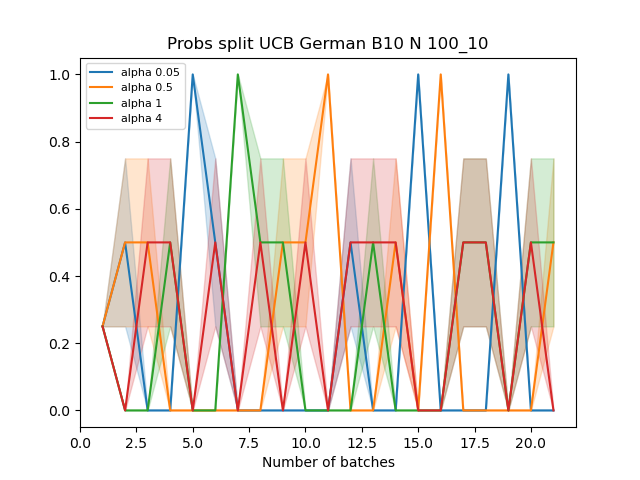 Probs split UCB German B10 N 100_10
alpha 0.05
alpha 0.5
alpha 1
alpha 4
1.0
0.8
0.6
0.4
0.2
0.0
0.0 2.5 5.0 7.5 10.0 12.5 15.0 17.5 20.0
Number of batches